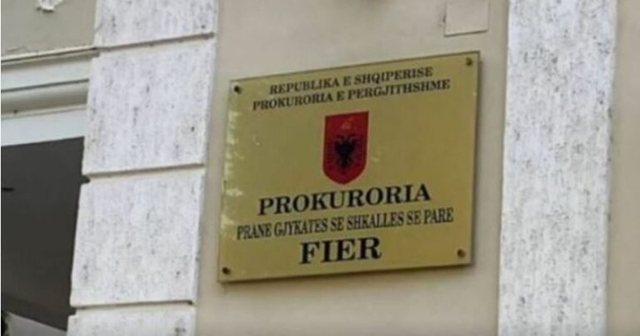 REPUBLIKA E SHQIPERISE
PROKURORIA E PERGJITHSHME
PROKURORIA
PRANE GJYKATES SE SHKALLES SE PARE
FIER